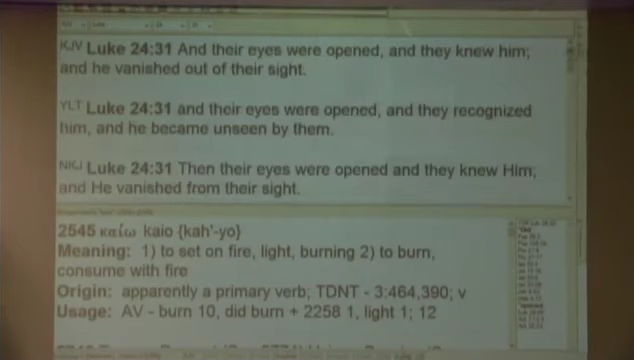 KJV Luke 24:31 And their eyes were opened, and they knew him;
and he vanished out of their sight.
YLT Luke 24:31 and their eyes were opened, and they recognized
him, and he became unseen by them.
NKJ Luke 24:31 Then their eyes were opened and they knew Him;
and He vanished from their sight.
2545 καίω kaio {kah'-yo}
Meaning: 1) to set on fire, light, burning 2) to burn,
consume with fire
Origin: apparently a primary verb; TDNT - 3:464,390; v
Usage: AV - burn 10, did burn + 2258 1, light 1; 12